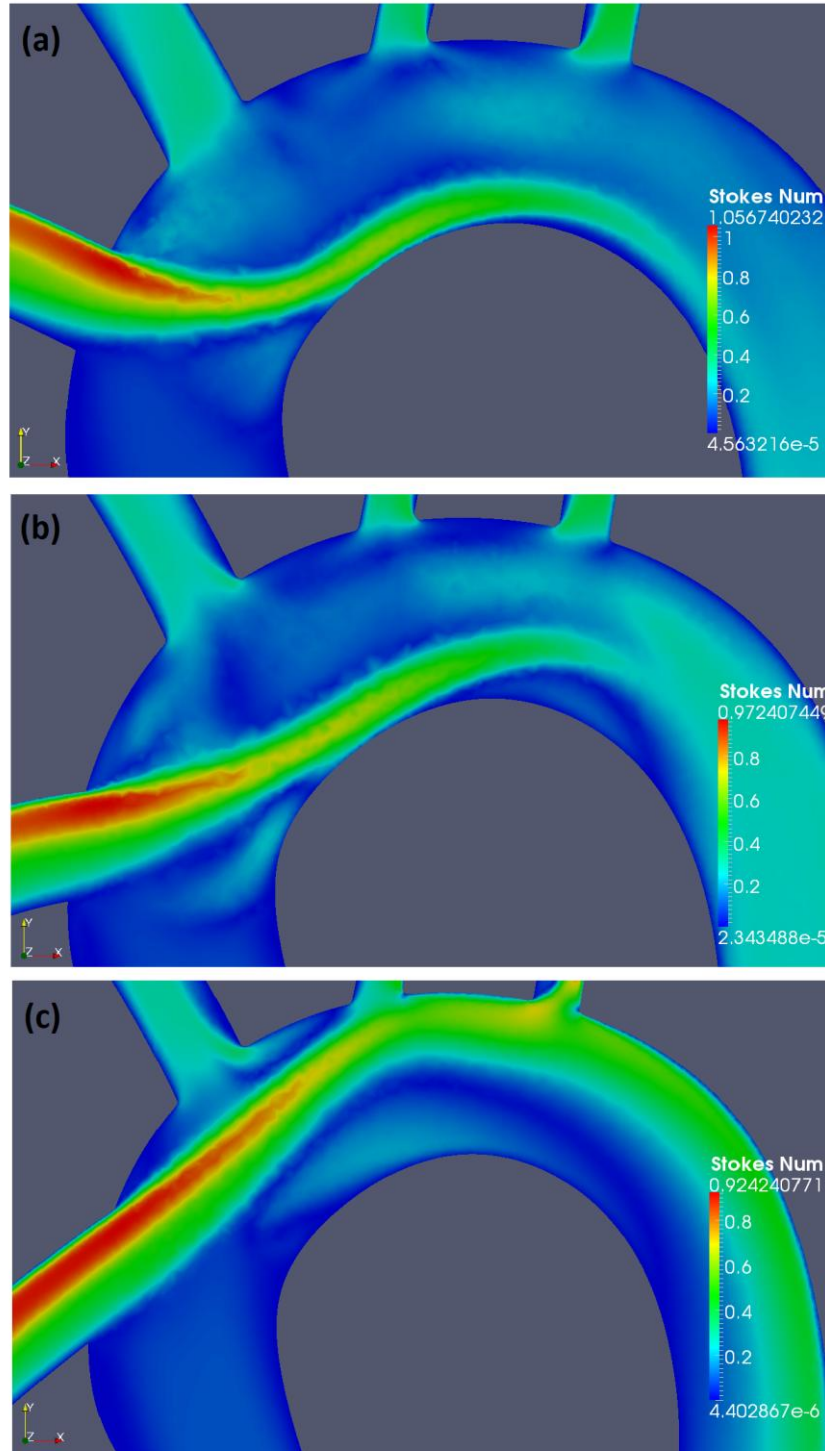 (a)
Stokes Num
1.056740232
1
0.8
0.6
0.4
0.2
4.563216e-5
Y
Z
X
(b)
Stokes Num
0.972407449
0.8
0.6
0.4
0.2
2.343488e-5
Y
Z
X
(c)
Stokes Num
0.924240771
0.8
0.6
0.4
0.2
4.402867e-6
Y
Z
X